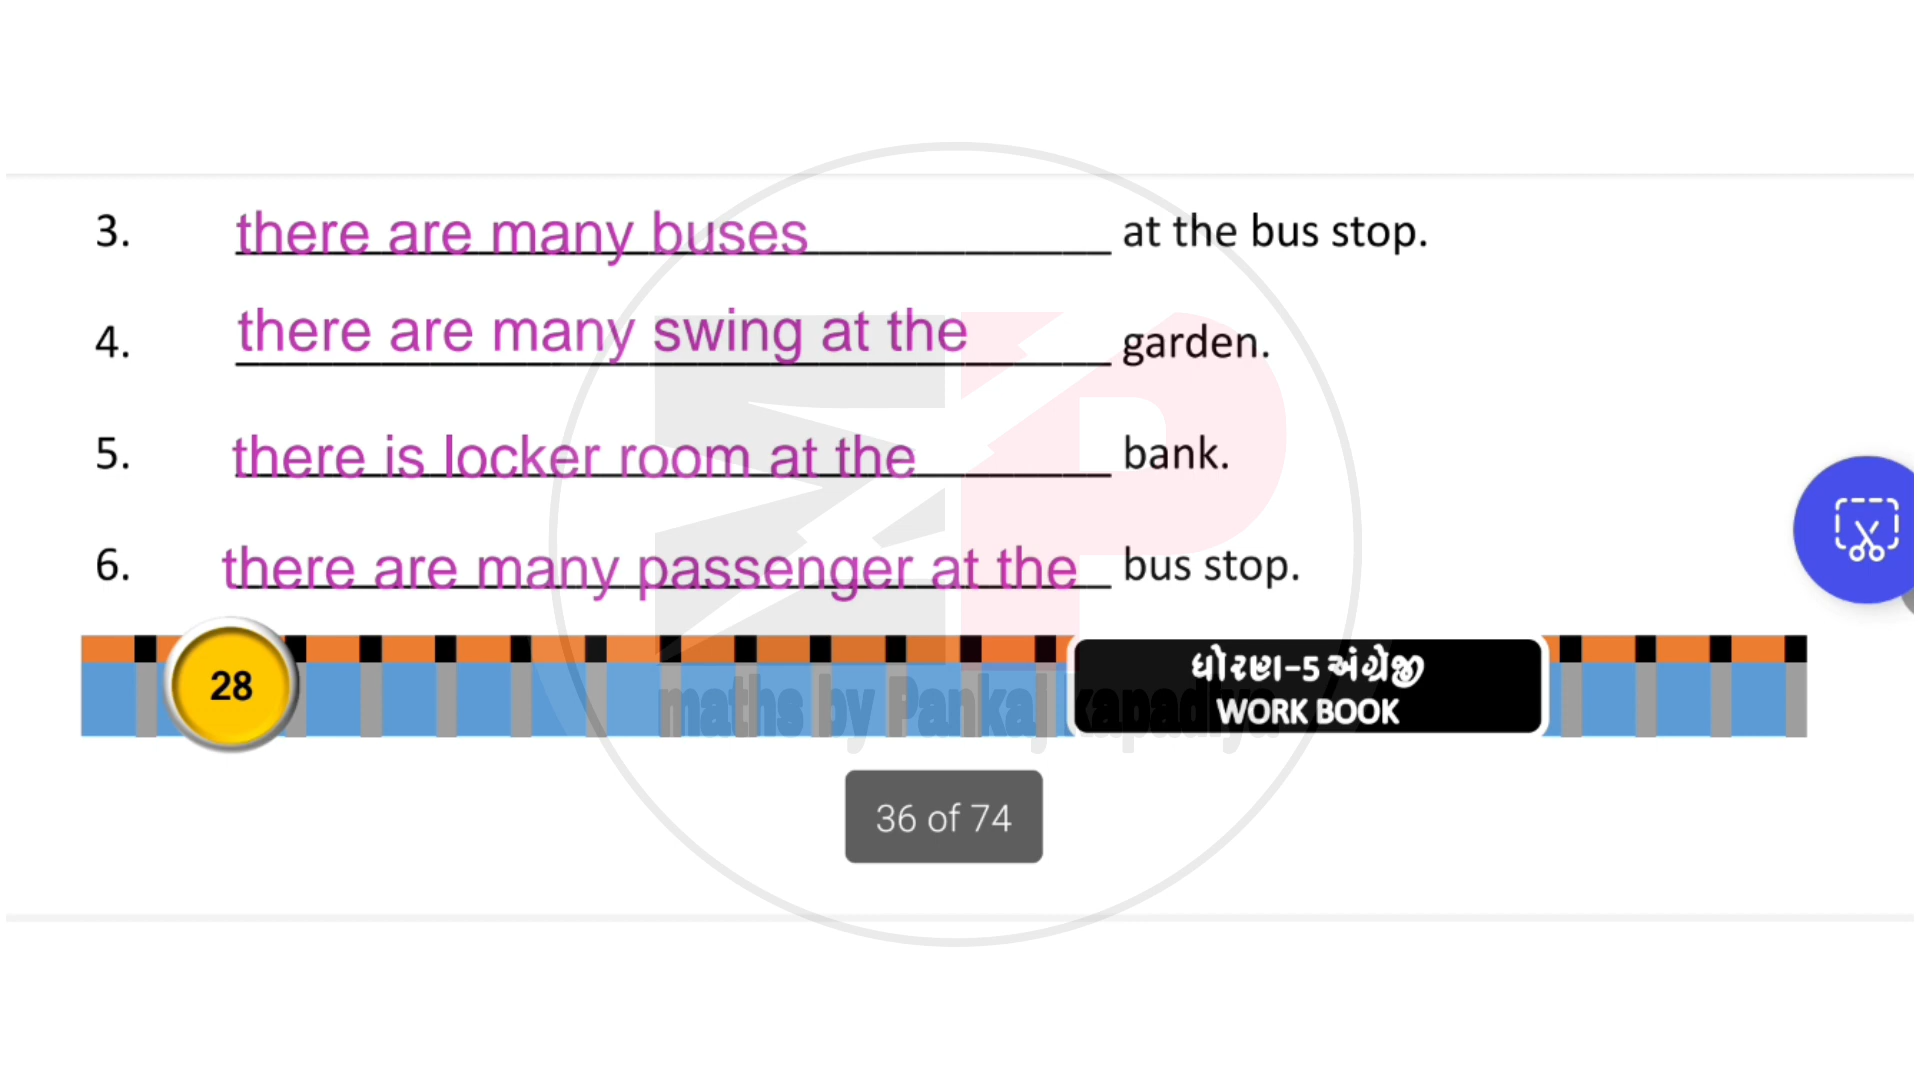 3. there are many buses at the bus stop.
4. there are many swing at the garden.
5. there is locker room at the bank.
6. there are many passenger at the bus stop.
28
ધોરણ-5 અંગ્રેજી
WORK BOOK
maths by Pankaj kapadiya
36 of 74